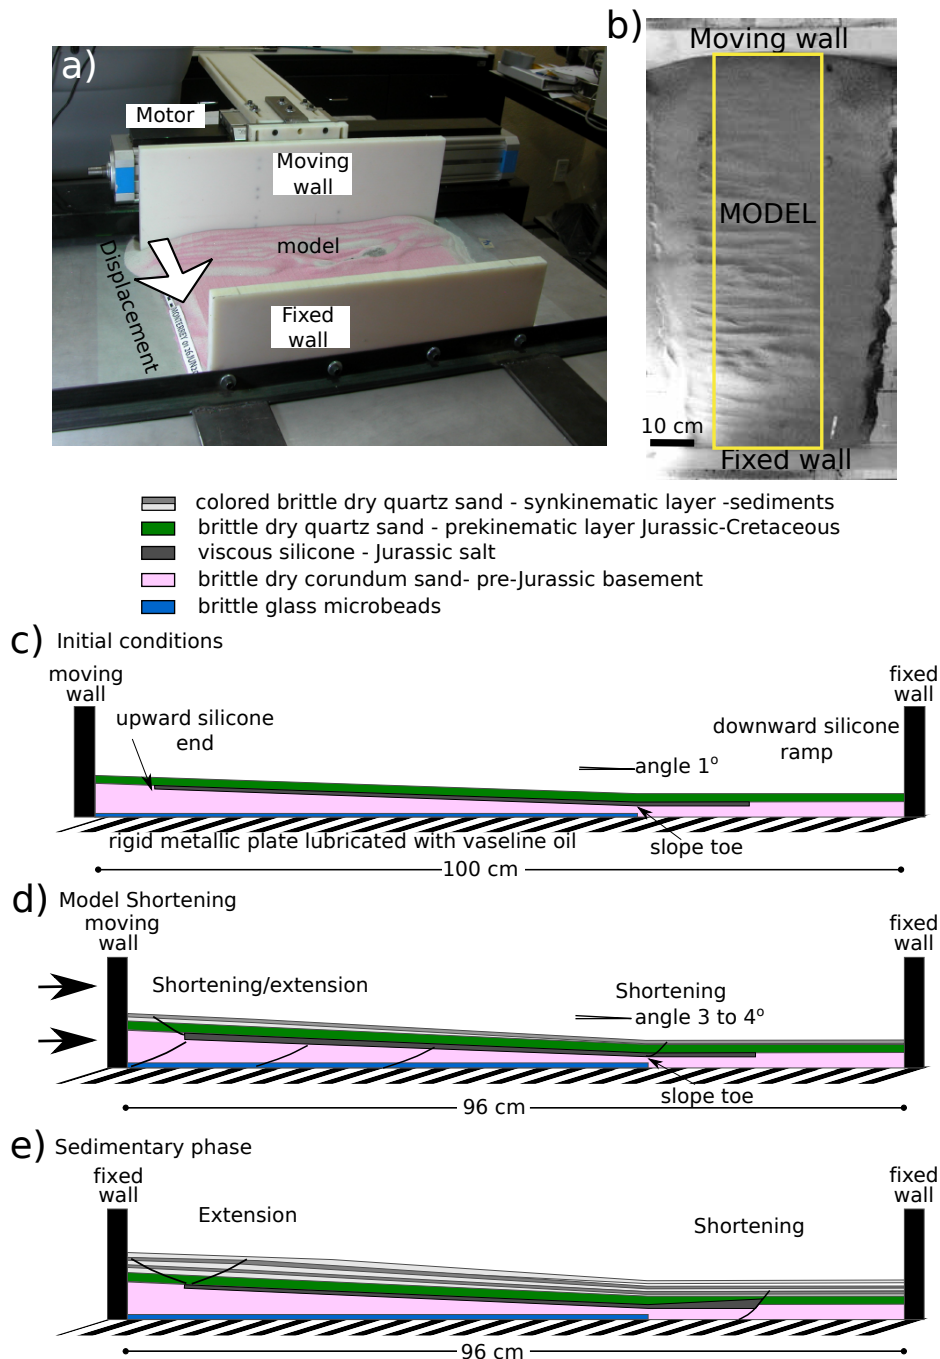 a)
Motor
Moving
wall
model
Displacement
Fixed
wall
b)
Moving wall
MODEL
10 cm
Fixed wall
colored brittle dry quartz sand - synkinematic layer -sediments
brittle dry quartz sand - prekinematic layer Jurassic-Cretaceous
viscous silicone - Jurassic salt
brittle dry corundum sand- pre-Jurassic basement
brittle glass microbeads
c) Initial conditions
moving
wall
fixed
wall
upward silicone
end
downward silicone
ramp
angle 1°
rigid metallic plate lubricated with vaseline oil
slope toe
100 cm
d) Model Shortening
moving
wall
fixed
wall
Shortening/extension
Shortening
angle 3 to 4°
slope toe
96 cm
e) Sedimentary phase
fixed
wall
fixed
wall
Extension
Shortening
96 cm